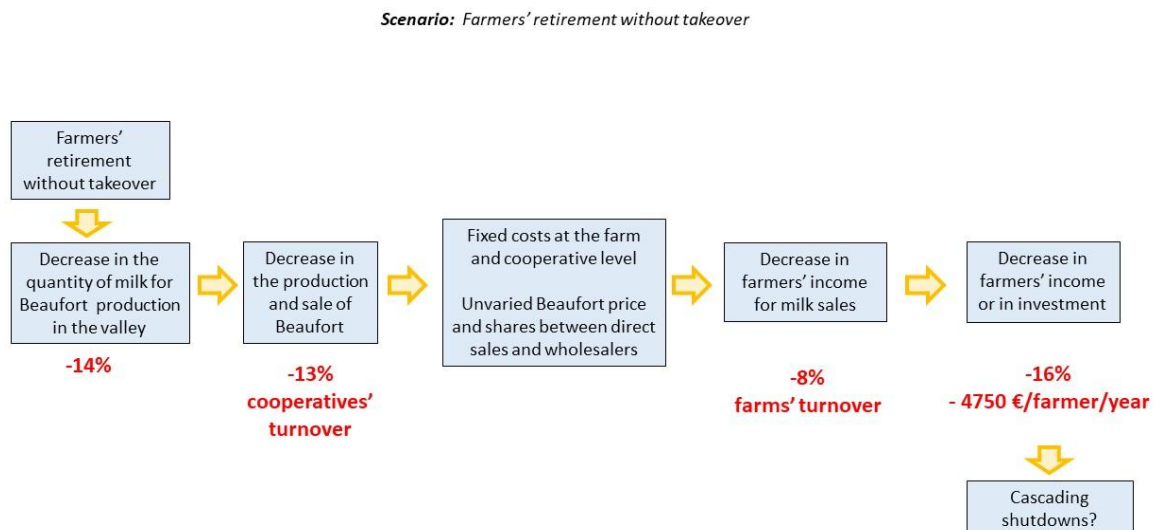 Scenario: Farmers’ retirement without takeover
Farmers’
retirement
without takeover
Decrease in the
quantity of milk for
Beaufort production
in the valley
-14%
Decrease in
the production
and sale of
Beaufort
-13%
cooperatives’
turnover
Fixed costs at the farm
and cooperative level
Unvaried Beaufort price
and shares between direct
sales and wholesalers
Decrease in
farmers’ income
for milk sales
-8%
farms’ turnover
Decrease in
farmers’ income
or in investment
-16%
- 4750 €/farmer/year
Cascading
shutdowns?